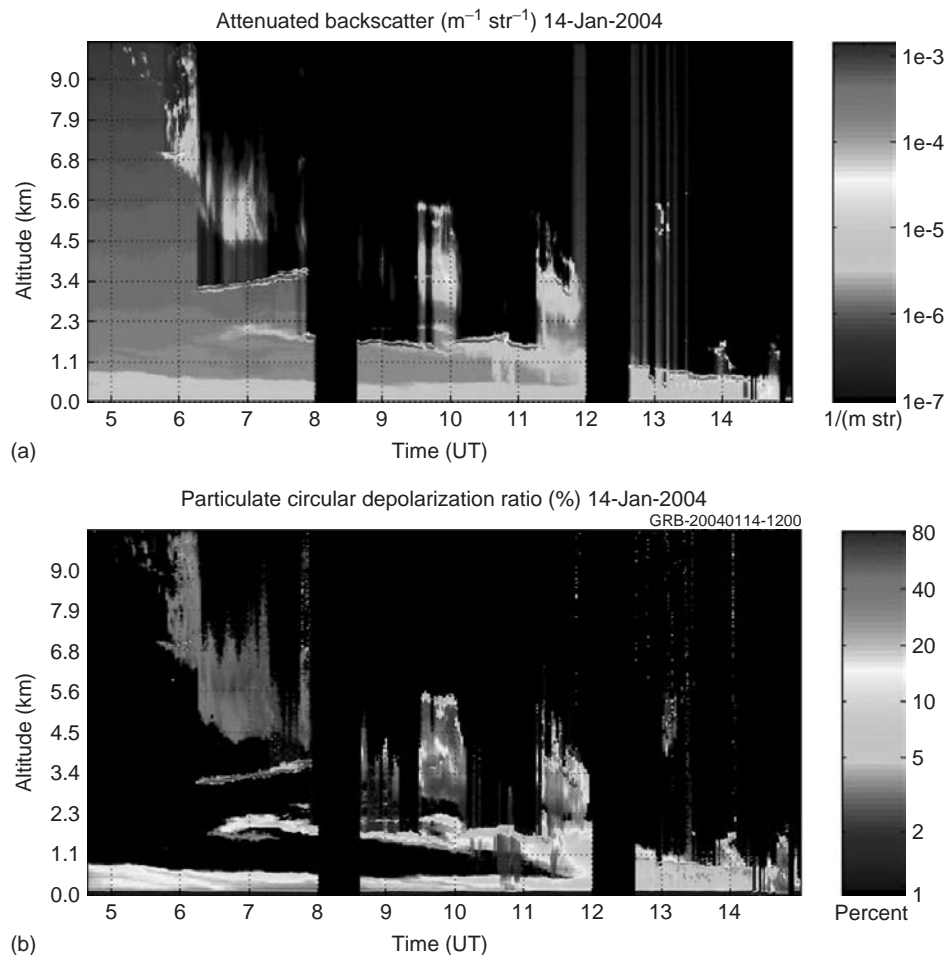 Attenuated backscatter (m⁻¹ str⁻¹) 14-Jan-2004
Altitude (km)
9.0
7.9
6.8
5.6
4.5
3.4
2.3
1.1
0.0
5 6 7 8 9 10 11 12 13 14
Time (UT)
1e-3
1e-4
1e-5
1e-6
1e-7
1/(m str)
(a)
Particulate circular depolarization ratio (%) 14-Jan-2004
GRB-20040114-1200
Altitude (km)
9.0
7.9
6.8
5.6
4.5
3.4
2.3
1.1
0.0
5 6 7 8 9 10 11 12 13 14
Time (UT)
80
40
20
10
5
2
1
Percent
(b)